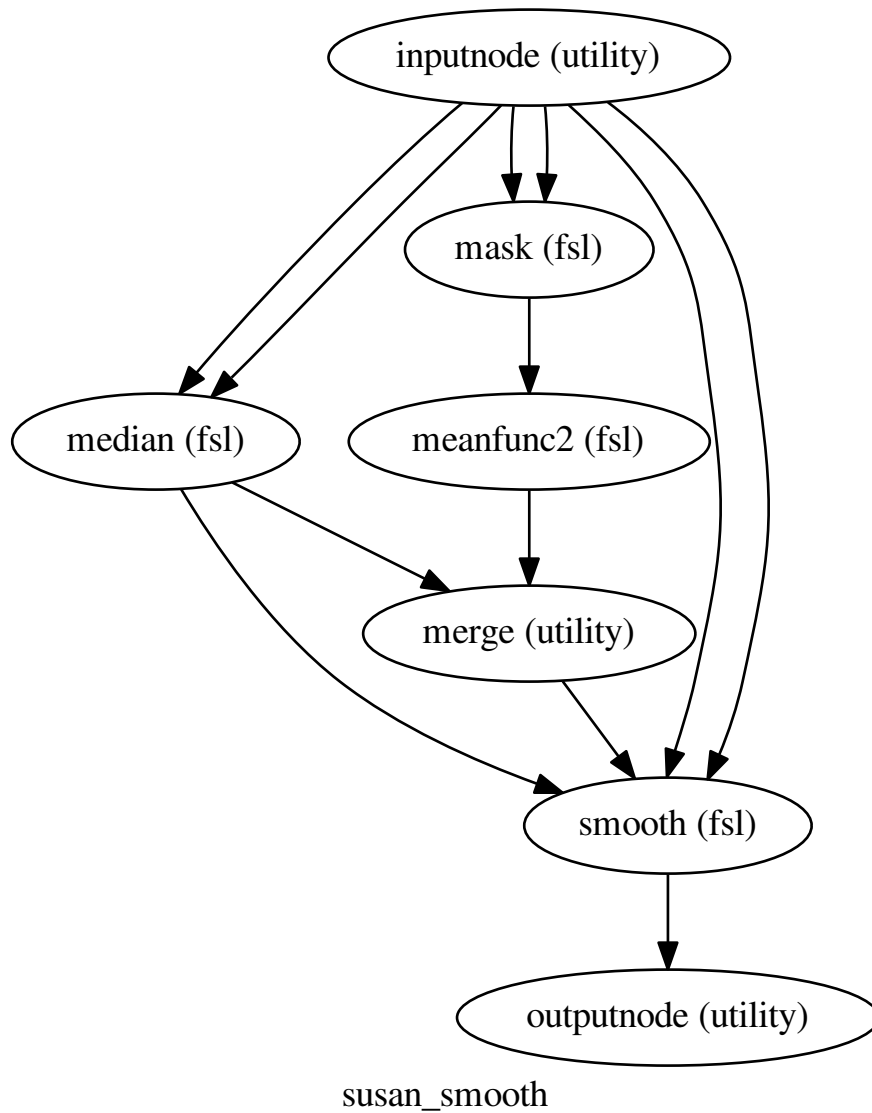 inputnode (utility)
mask (fsl)
median (fsl)
meanfunc2 (fsl)
merge (utility)
smooth (fsl)
outputnode (utility)
susan_smooth